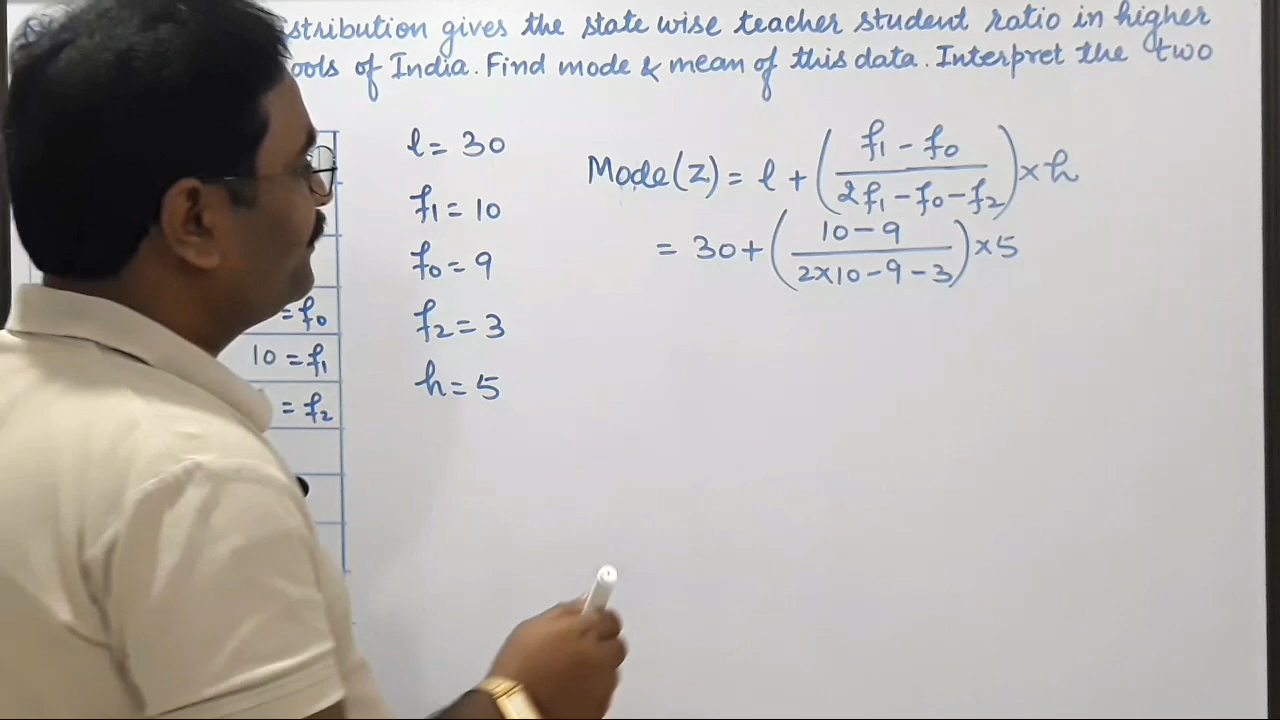 stribution gives the state wise teacher student ratio in higher
ools of India. Find mode & mean of this data. Interpret the two
l = 30
f₁ = 10
f₀ = 9
f₂ = 3
h = 5
= f₀
10 = f₁
= f₂
Mode(Z) = l + ((f₁ - f₀)/(2f₁ - f₀ - f₂)) × h
= 30 + ((10 - 9)/(2×10 - 9 - 3)) × 5